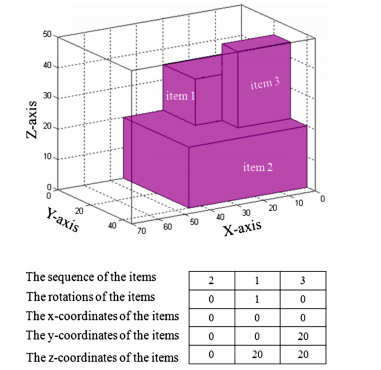 50
40
30
20
10
0
Z-axis
item 1
item 3
item 2
0
20
40
Y-axis
70
60
50
40
30
20
10
0
X-axis
The sequence of the items 2 1 3
The rotations of the items 0 1 0
The x-coordinates of the items 0 0 0
The y-coordinates of the items 0 0 20
The z-coordinates of the items 0 20 20